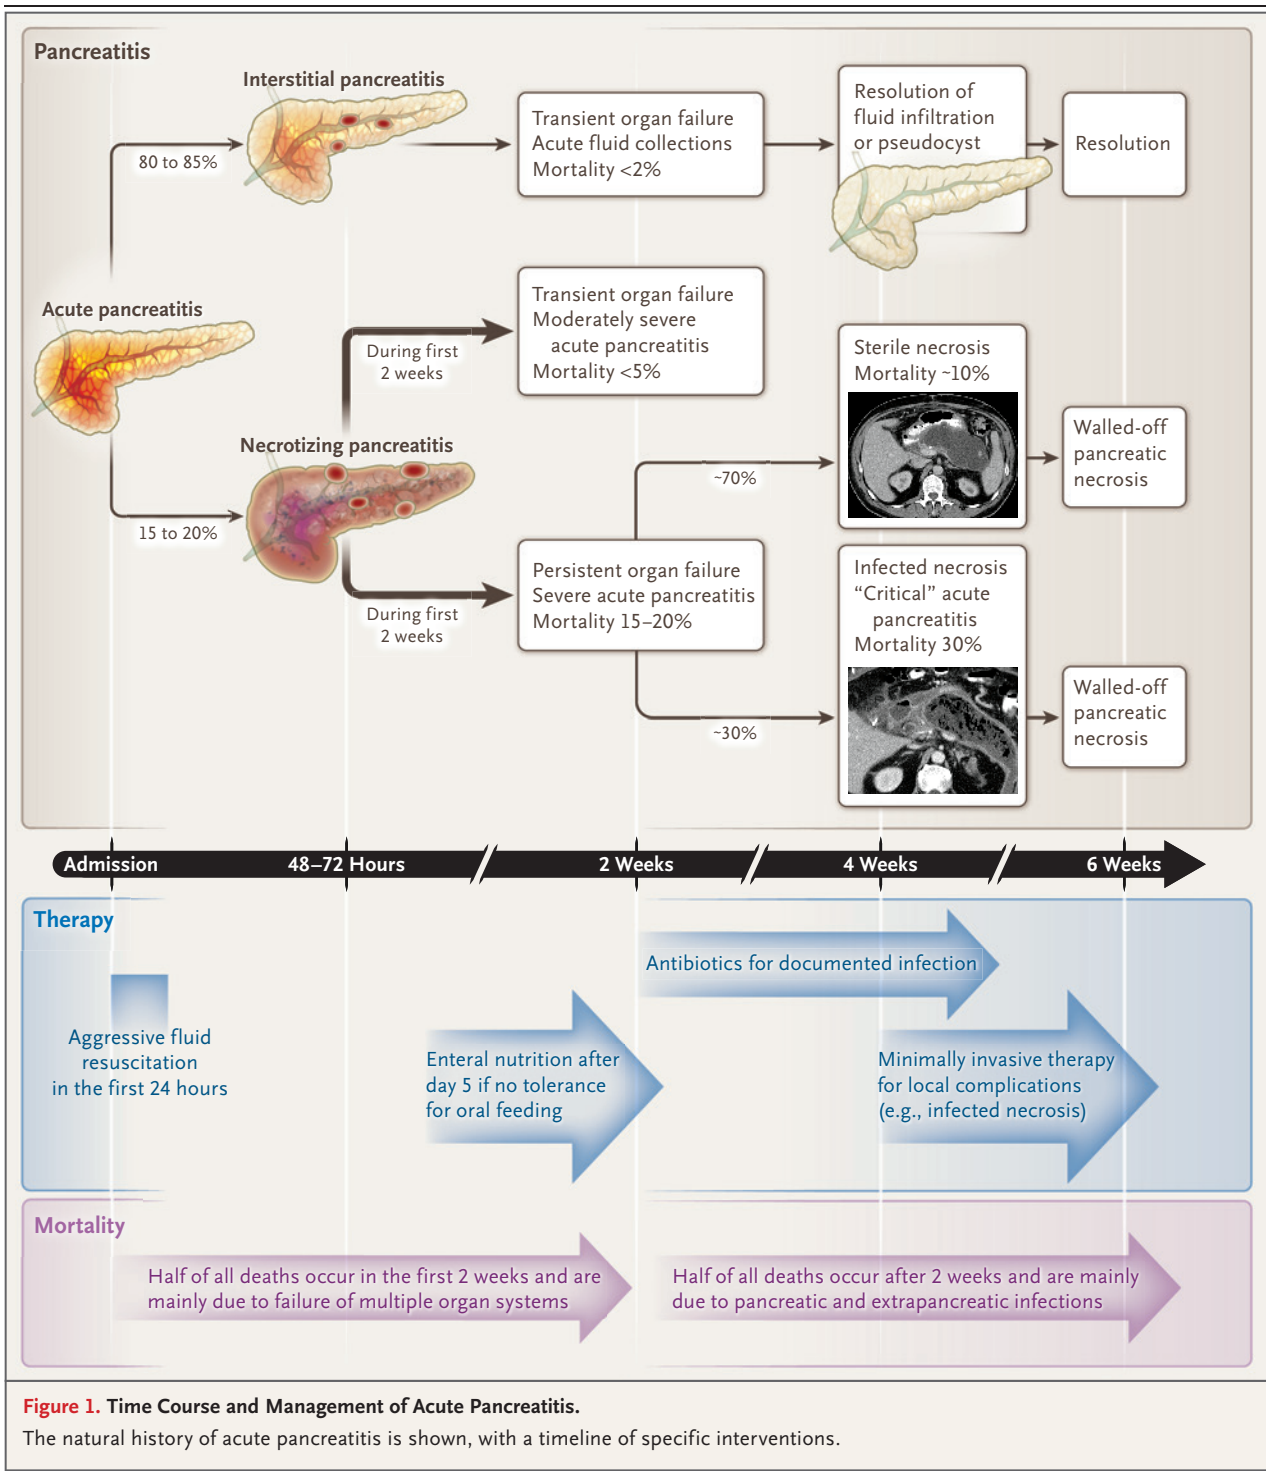 Pancreatitis
Interstitial pancreatitis
80 to 85%
Transient organ failure
Acute fluid collections
Mortality <2%
Resolution of
fluid infiltration
or pseudocyst
Resolution
Acute pancreatitis
During first
2 weeks
Transient organ failure
Moderately severe
acute pancreatitis
Mortality <5%
Necrotizing pancreatitis
15 to 20%
During first
2 weeks
Persistent organ failure
Severe acute pancreatitis
Mortality 15–20%
~70%
Sterile necrosis
Mortality ~10%
Walled-off
pancreatic
necrosis
~30%
Infected necrosis
“Critical” acute
pancreatitis
Mortality 30%
Walled-off
pancreatic
necrosis
Admission
48–72 Hours
2 Weeks
4 Weeks
6 Weeks
Therapy
Aggressive fluid
resuscitation
in the first 24 hours
Enteral nutrition after
day 5 if no tolerance
for oral feeding
Antibiotics for documented infection
Minimally invasive therapy
for local complications
(e.g., infected necrosis)
Mortality
Half of all deaths occur in the first 2 weeks and are
mainly due to failure of multiple organ systems
Half of all deaths occur after 2 weeks and are mainly
due to pancreatic and extrapancreatic infections
Figure 1. Time Course and Management of Acute Pancreatitis.
The natural history of acute pancreatitis is shown, with a timeline of specific interventions.